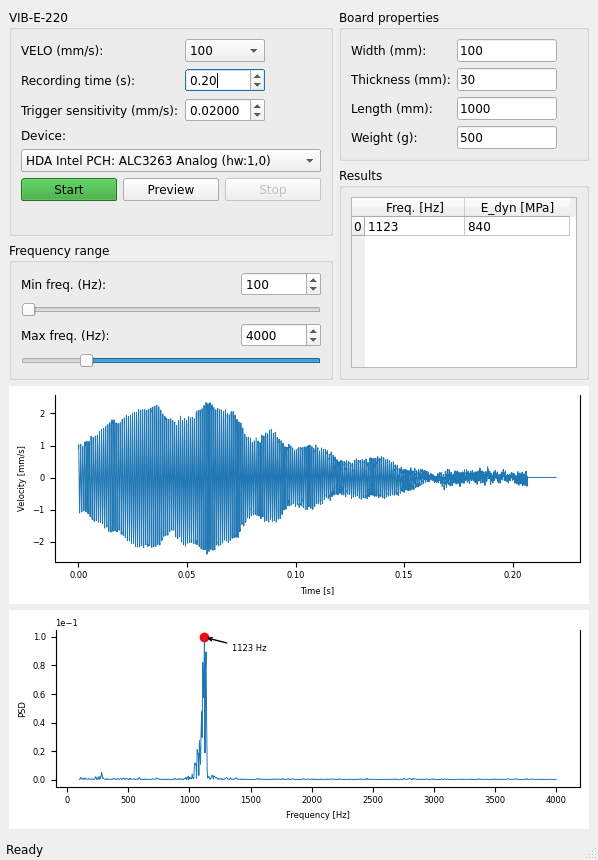 VIB-E-220
VELO (mm/s): 100
Recording time (s): 0.20
Trigger sensitivity (mm/s): 0.02000
Device:
HDA Intel PCH: ALC3263 Analog (hw:1,0)
Start Preview Stop
Board properties
Width (mm): 100
Thickness (mm): 30
Length (mm): 1000
Weight (g): 500
Results
Freq. [Hz] E_dyn [MPa]
0 1123 840
Frequency range
Min freq. (Hz): 100
Max freq. (Hz): 4000
Velocity [mm/s]
2
1
0
−1
−2
0.00 0.05 0.10 0.15 0.20
Time [s]
1e−1
PSD
1.0
0.8
0.6
0.4
0.2
0.0
1123 Hz
0 500 1000 1500 2000 2500 3000 3500 4000
Frequency [Hz]
Ready